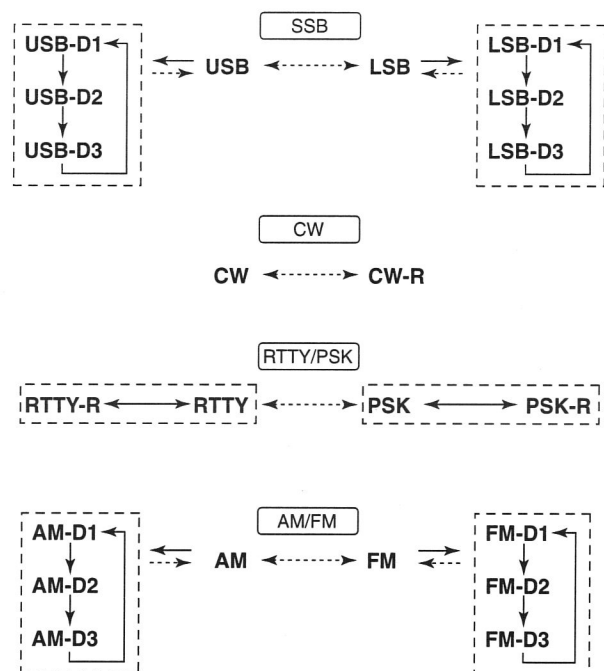 SSB
USB-D1 USB LSB LSB-D1
USB-D2 LSB-D2
USB-D3 LSB-D3
CW
CW CW-R
RTTY/PSK
RTTY-R RTTY PSK PSK-R
AM/FM
AM-D1 AM FM FM-D1
AM-D2 FM-D2
AM-D3 FM-D3